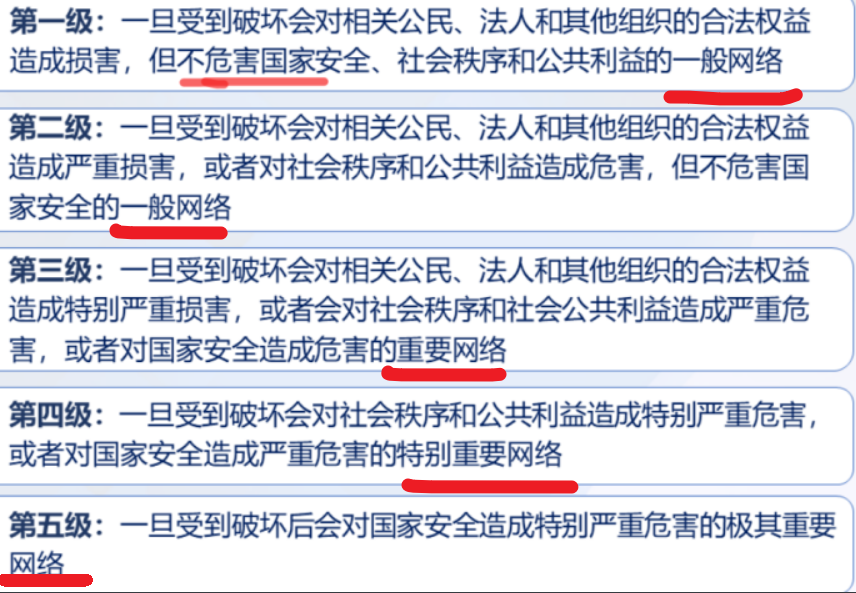 第一级：一旦受到破坏会对相关公民、法人和其他组织的合法权益
造成损害，但不危害国家安全、社会秩序和公共利益的一般网络
第二级：一旦受到破坏会对相关公民、法人和其他组织的合法权益
造成严重损害，或者对社会秩序和公共利益造成危害，但不危害国
家安全的一般网络
第三级：一旦受到破坏会对相关公民、法人和其他组织的合法权益
造成特别严重损害，或者会对社会秩序和社会公共利益造成严重危
害，或者对国家安全造成危害的重要网络
第四级：一旦受到破坏会对社会秩序和公共利益造成特别严重危害，
或者对国家安全造成严重危害的特别重要网络
第五级：一旦受到破坏后会对国家安全造成特别严重危害的极其重要
网络